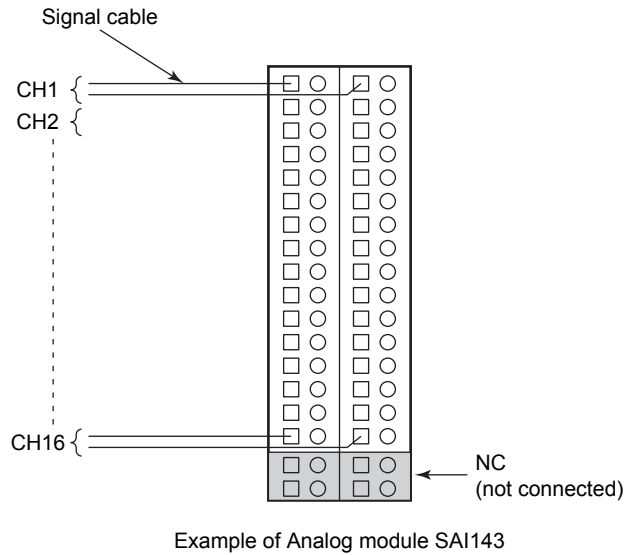 Signal cable
CH1
CH2
CH16
NC
(not connected)
Example of Analog module SAI143